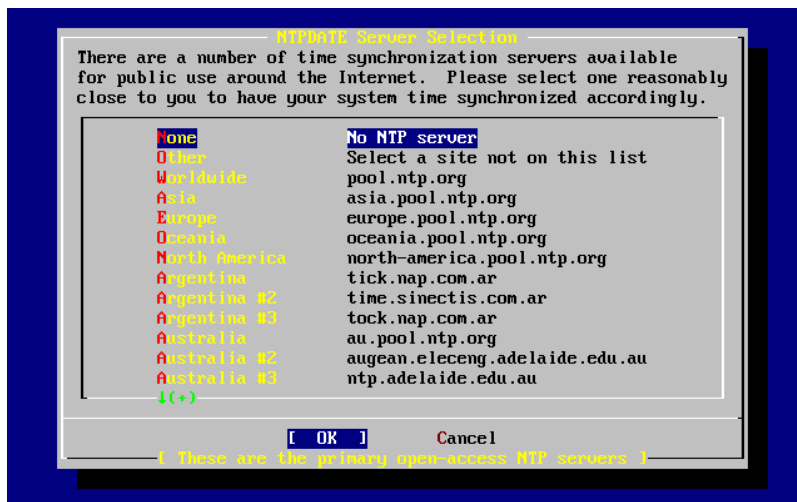 NTPDATE Server Selection
There are a number of time synchronization servers available
for public use around the Internet.  Please select one reasonably
close to you to have your system time synchronized accordingly.
None No NTP server
Other Select a site not on this list
Worldwide pool.ntp.org
Asia asia.pool.ntp.org
Europe europe.pool.ntp.org
Oceania oceania.pool.ntp.org
North America north-america.pool.ntp.org
Argentina tick.nap.com.ar
Argentina #2 time.sinectis.com.ar
Argentina #3 tock.nap.com.ar
Australia au.pool.ntp.org
Australia #2 augean.eleceng.adelaide.edu.au
Australia #3 ntp.adelaide.edu.au
↓(+)
[ OK ] Cancel
[ These are the primary open-access NTP servers ]